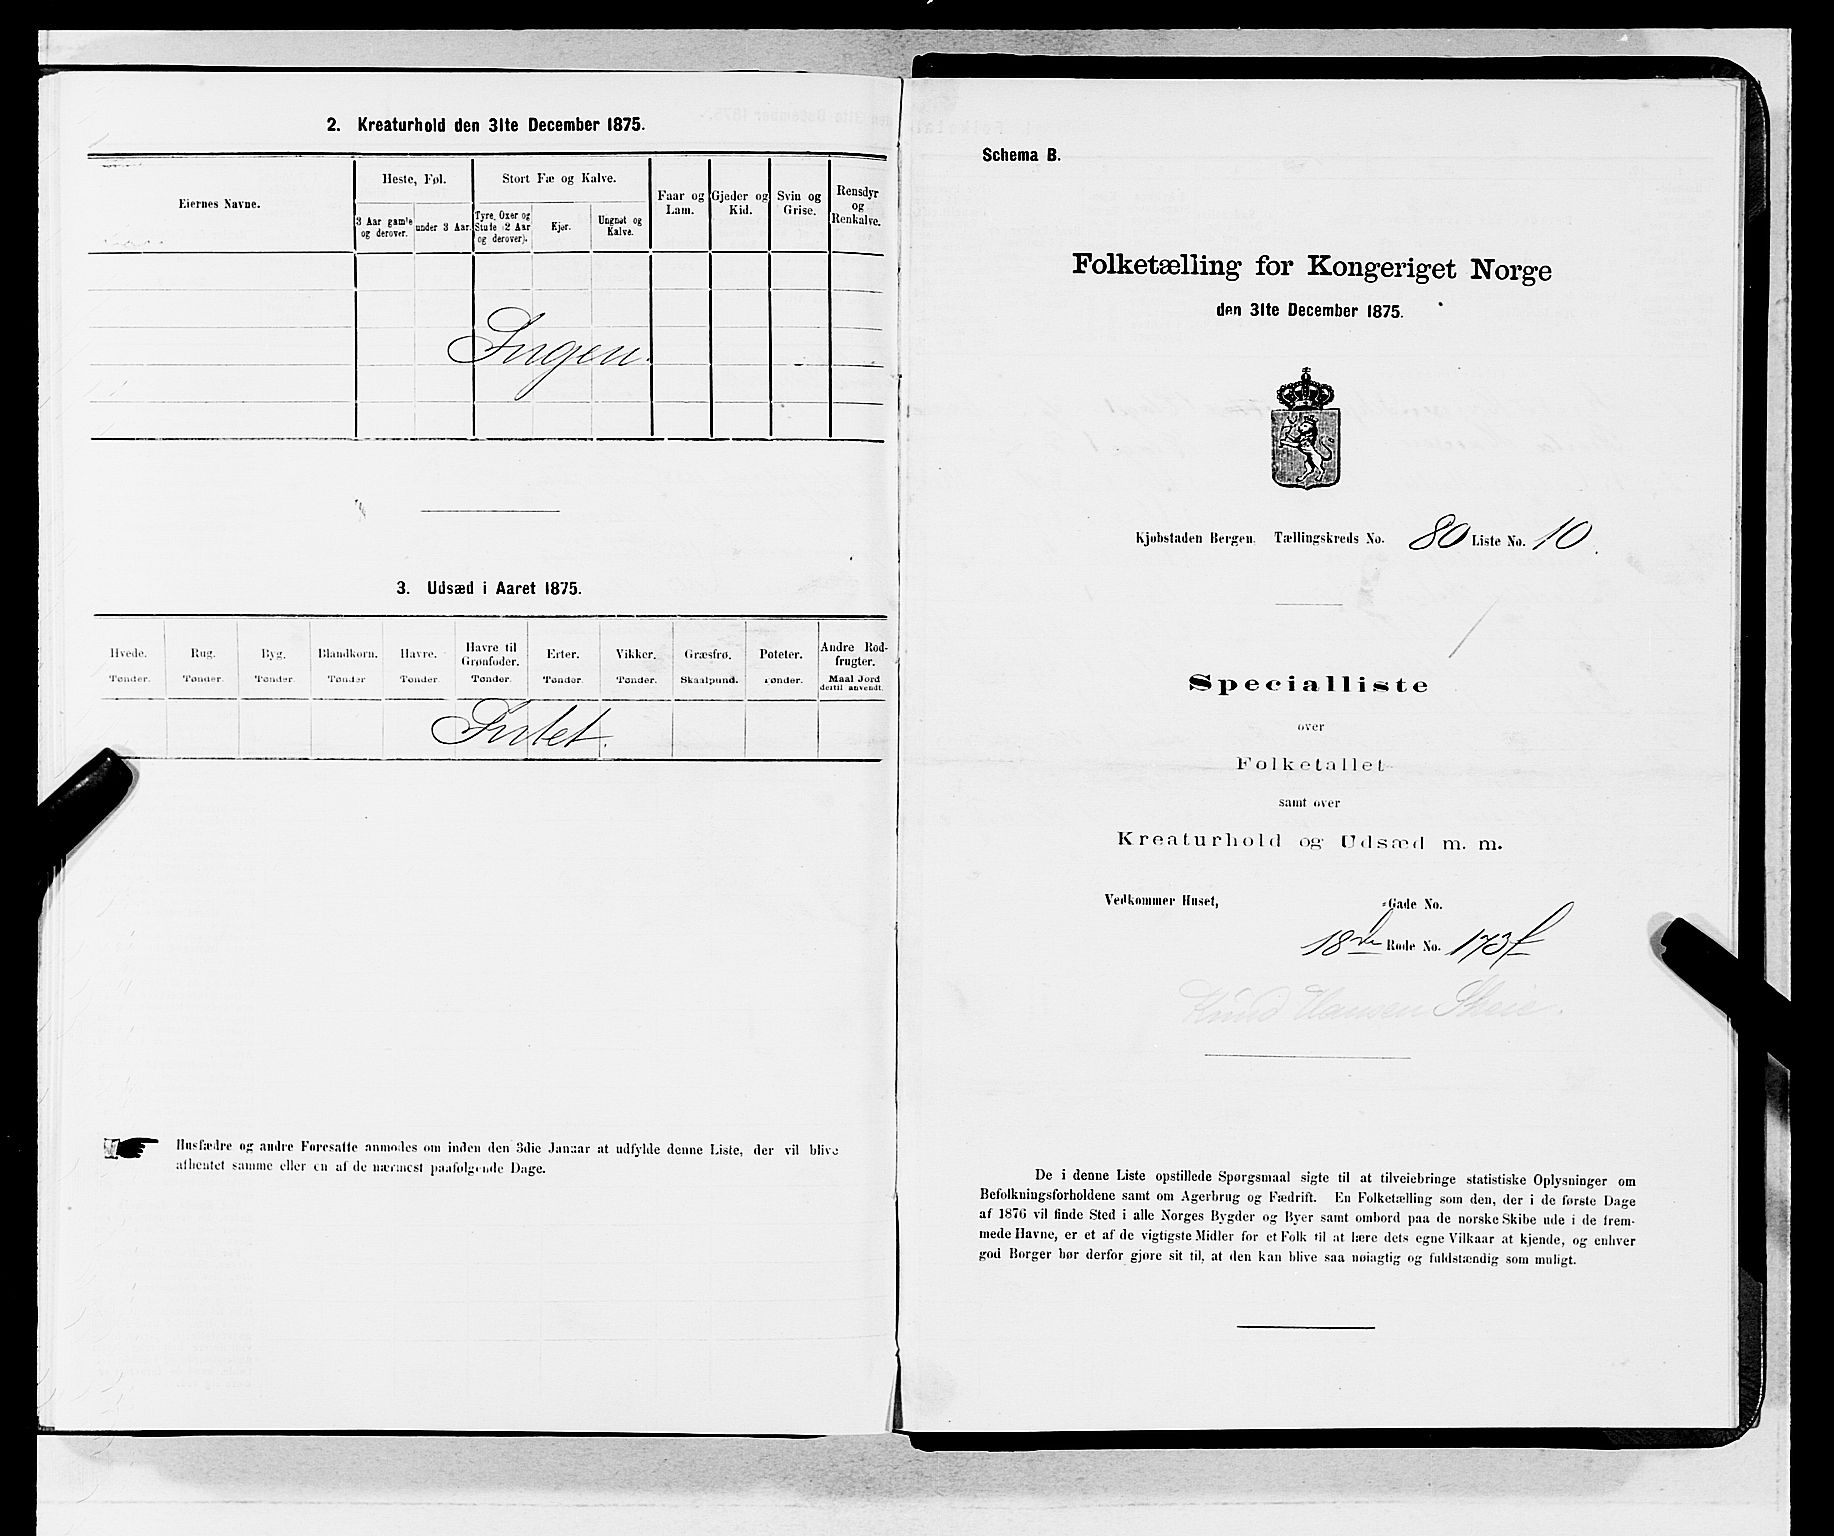 2. Kreaturhold den 31te December 1875.
Eiernes Navne.
Heste, Føl.
Stort Fæ og Kalve.
3 Aar gamle og derover.
under 3 Aar.
Tyre, Oxer og Stute (2 Aar og derover).
Kjør.
Ungnøt og Kalve.
Faar og Lam.
Gjeder og Kid.
Svin og Grise.
Rensdyr og Renkalve.
Ingen.
3. Udsæd i Aaret 1875.
Hvede. Rug. Byg. Blandkorn. Havre. Havre til Grønfoder. Erter. Vikker. Græsfrø. Poteter. Andre Rodfrugter.
Tønder. Tønder. Tønder. Tønder Tønder. Tønder. Tønder. Tønder. Skaalpund. Tønder. Maal Jord dertil anvendt.
Intet.
Husfædre og andre Foresatte anmodes om inden den 3die Januar at udfylde denne Liste, der vil blive
afhentet samme eller en af de nærmest paafølgende Dage.
Schema B.
Folketælling for Kongeriget Norge
den 31te December 1875.
Kjøbstaden Bergen. Tællingskreds No. 80 Liste No. 10.
Specialliste
over
Folketallet
samt over
Kreaturhold og Udsæd m. m.
Vedkommer Huset, Gade No.
18de Rode No. 173f
Knud Hansen Skeie.
De i denne Liste opstillede Spørgsmaal sigte til at tilveiebringe statistiske Oplysninger om
Befolkningsforholdene samt om Agerbrug og Fædrift. En Folketælling som den, der i de første Dage
af 1876 vil finde Sted i alle Norges Bygder og Byer samt ombord paa de norske Skibe ude i de frem-
mede Havne, er et af de vigtigste Midler for et Folk til at lære dets egne Vilkaar at kjende, og enhver
god Borger bør derfor gjøre sit til, at den kan blive saa nøiagtig og fuldstændig som muligt.